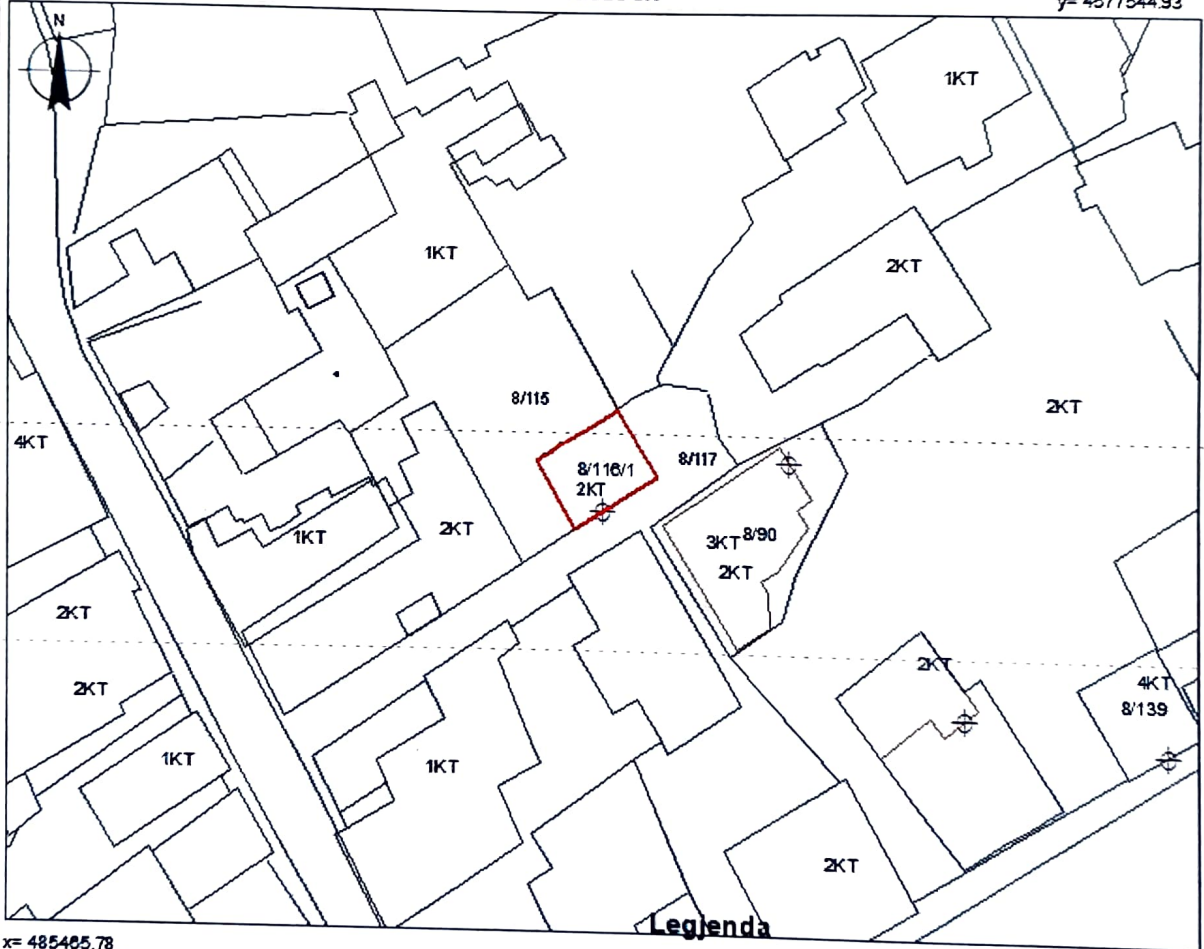 y= 4577544.93
N
1KT
1KT
2KT
8/115
2KT
4KT
8/117
8/116/1
2KT
2KT
1KT
3KT 8/90
2KT
2KT
2KT
2KT
4KT
8/139
1KT
1KT
2KT
Legjenda
x= 485465.78